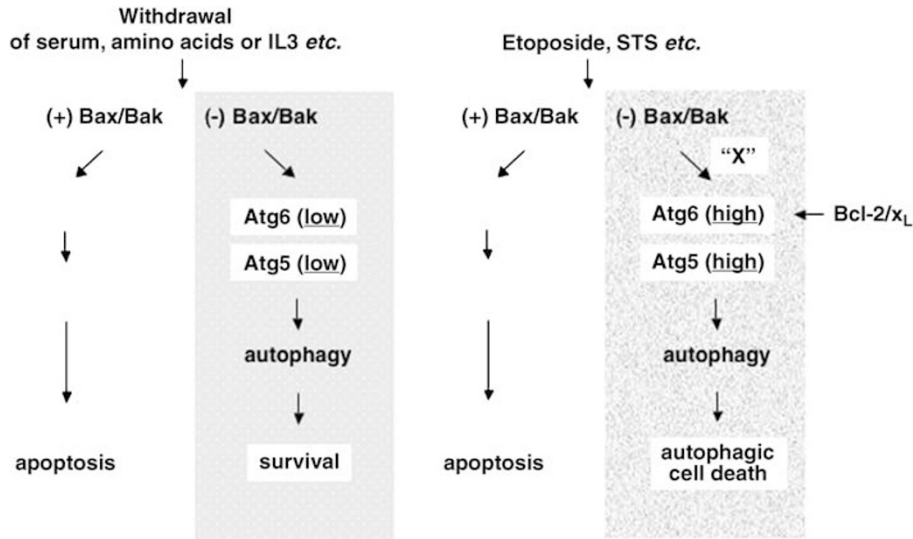 Withdrawal
of serum, amino acids or IL3 etc.
(+) Bax/Bak
(-) Bax/Bak
Atg6 (low)
Atg5 (low)
autophagy
apoptosis
survival
Etoposide, STS etc.
(+) Bax/Bak
(-) Bax/Bak
“X”
Atg6 (high)
Bcl-2/xL
Atg5 (high)
autophagy
apoptosis
autophagic
cell death